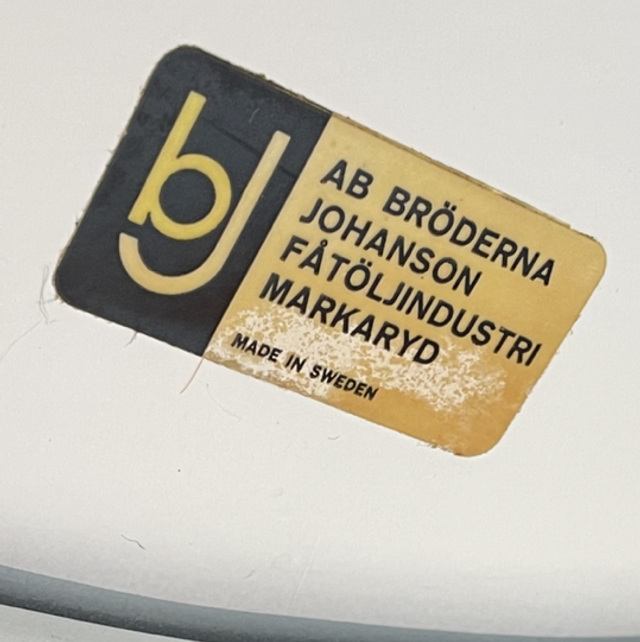 bJ
AB BRÖDERNA
JOHANSON
FÅTÖLJINDUSTRI
MARKARYD
MADE IN SWEDEN